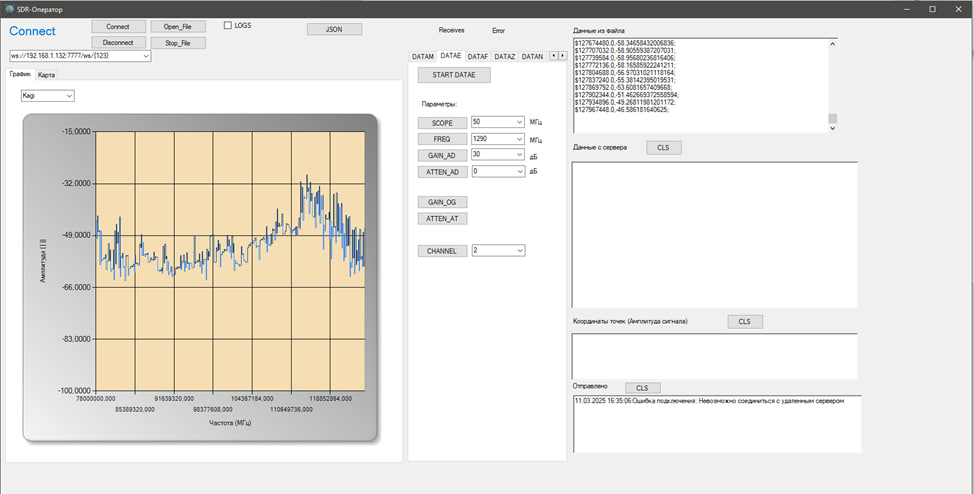 SDR-Оператор
Connect
Connect
Open_File
LOGS
JSON
Disconnect
Stop_File
ws://192.168.1.132:7777/ws/{123}
График
Карта
Kagi
-15,0000
-32,0000
-49,0000
-66,0000
-83,0000
-100,0000
Амплитуда ( [ ])
78000000,000
91639320,000
104367184,000
118852864,000
85389320,000
98377608,000
110649736,000
Частота (МГц)
Receives
Error
DATAM
DATAE
DATAF
DATAZ
DATAN
START DATAE
Параметры:
SCOPE
50
МГц
FREQ
1290
МГц
GAIN_AD
30
дБ
ATTEN_AD
0
дБ
GAIN_OG
ATTEN_AT
CHANNEL
2
Данные из файла
$127674480.0,-58.34658432006836;
$127707032.0,-58.90559387207031;
$127739584.0,-58.95680236816406;
$127772136.0,-58.16585922241211;
$127804688.0,-56.97031021118164;
$127837240.0,-55.38142395019531;
$127869792.0,-53.6081657409668;
$127902344.0,-51.462669372558594;
$127934896.0,-49.26811981201172;
$127967448.0,-46.586181640625;
Данные с сервера
CLS
Координаты точек (Амплитуда сигнала)
CLS
Отправлено
CLS
11.03.2025 16:35:06:Ошибка подключения: Невозможно соединиться с удаленным сервером